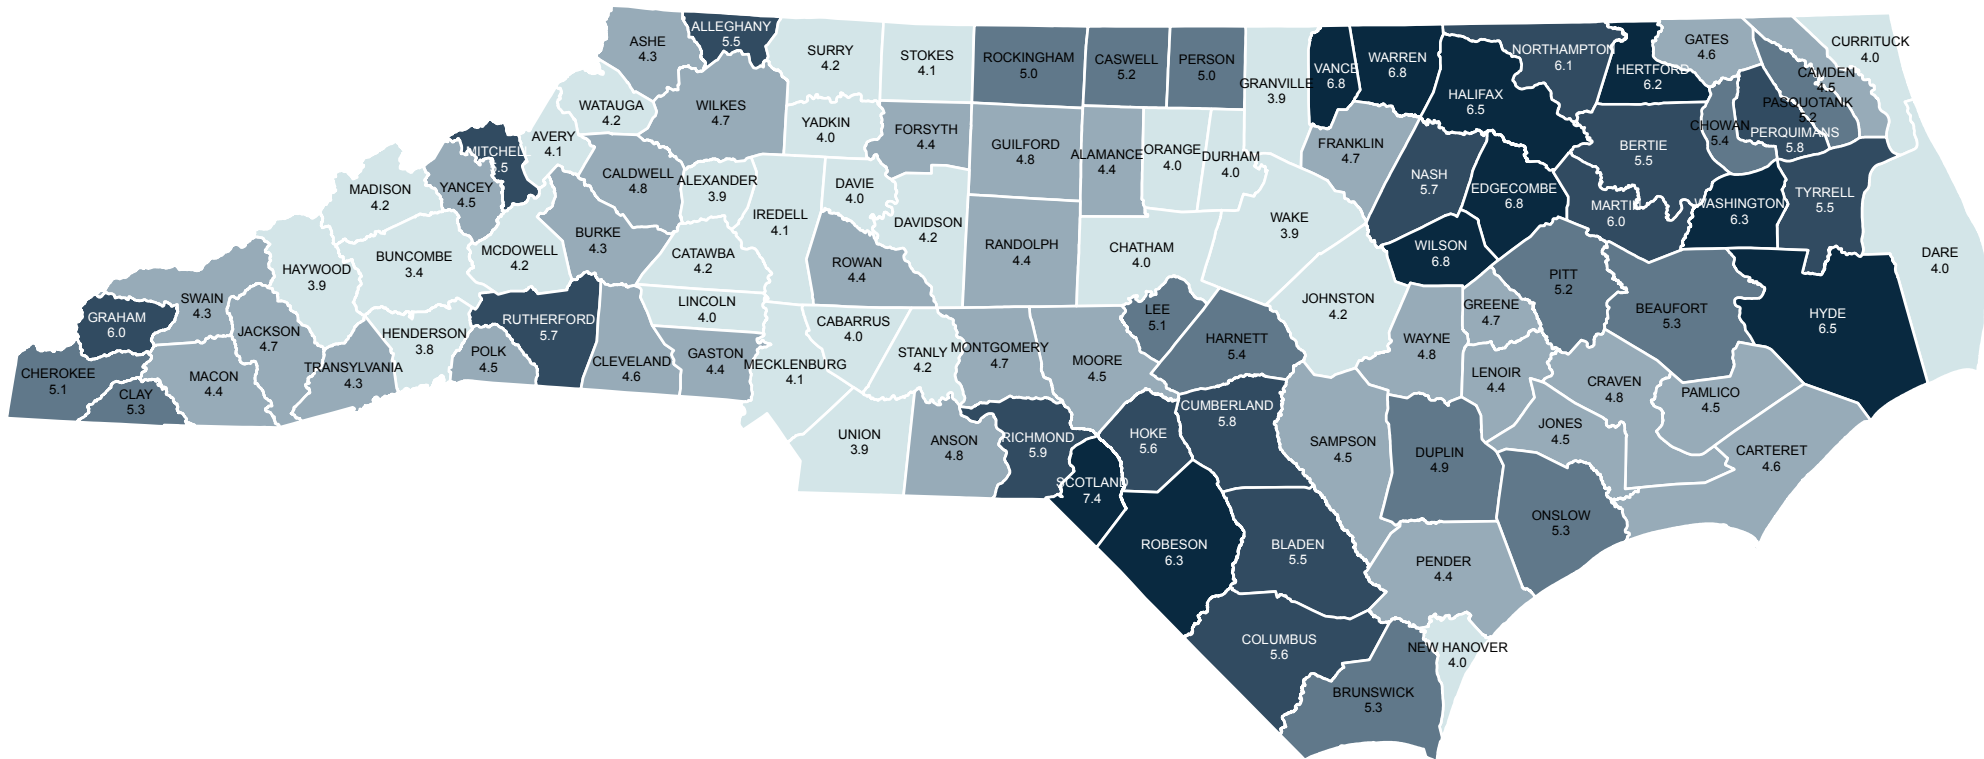 ALLEGHANY
5.5
ASHE
4.3
SURRY
4.2
STOKES
4.1
ROCKINGHAM
5.0
CASWELL
5.2
PERSON
5.0
GRANVILLE
3.9
VANCE
6.8
WARREN
6.8
HALIFAX
6.5
NORTHAMPTON
6.1
HERTFORD
6.2
GATES
4.6
CURRITUCK
4.0
CAMDEN
4.5
PASQUOTANK
5.2
PERQUIMANS
5.8
CHOWAN
5.4
WATAUGA
4.2
WILKES
4.7
YADKIN
4.0
FORSYTH
4.4
GUILFORD
4.8
ALAMANCE
4.4
ORANGE
4.0
DURHAM
4.0
FRANKLIN
4.7
NASH
5.7
EDGECOMBE
6.8
BERTIE
5.5
MARTIN
6.0
WASHINGTON
6.3
TYRRELL
5.5
DARE
4.0
AVERY
4.1
MITCHELL
5.5
YANCEY
4.5
MADISON
4.2
CALDWELL
4.8
ALEXANDER
3.9
IREDELL
4.1
DAVIE
4.0
DAVIDSON
4.2
RANDOLPH
4.4
CHATHAM
4.0
WAKE
3.9
WILSON
6.8
PITT
5.2
BEAUFORT
5.3
HYDE
6.5
HAYWOOD
3.9
BUNCOMBE
3.4
MCDOWELL
4.2
BURKE
4.3
CATAWBA
4.2
ROWAN
4.4
LINCOLN
4.0
CABARRUS
4.0
JOHNSTON
4.2
GREENE
4.7
WAYNE
4.8
LENOIR
4.4
CRAVEN
4.8
PAMLICO
4.5
JONES
4.5
CARTERET
4.6
GRAHAM
6.0
SWAIN
4.3
JACKSON
4.7
CHEROKEE
5.1
CLAY
5.3
MACON
4.4
TRANSYLVANIA
4.3
HENDERSON
3.8
POLK
4.5
RUTHERFORD
5.7
CLEVELAND
4.6
GASTON
4.4
MECKLENBURG
4.1
STANLY
4.2
MONTGOMERY
4.7
MOORE
4.5
LEE
5.1
HARNETT
5.4
UNION
3.9
ANSON
4.8
RICHMOND
5.9
SCOTLAND
7.4
HOKE
5.6
CUMBERLAND
5.8
SAMPSON
4.5
DUPLIN
4.9
ONSLOW
5.3
ROBESON
6.3
BLADEN
5.5
PENDER
4.4
COLUMBUS
5.6
NEW HANOVER
4.0
BRUNSWICK
5.3